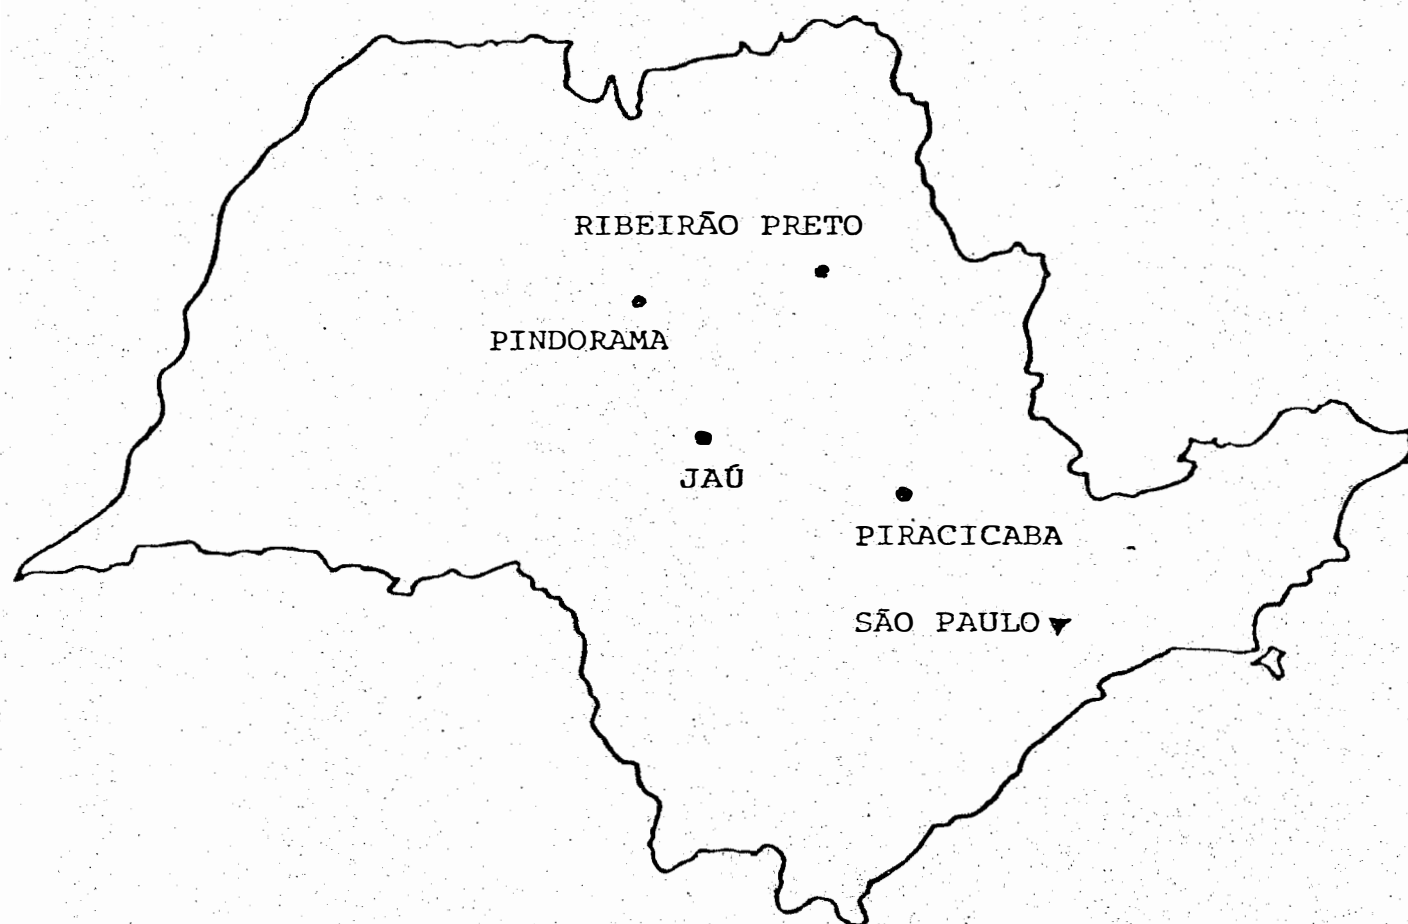 RIBEIRÃO PRETO
PINDORAMA
JAÚ
PIRACICABA
SÃO PAULO